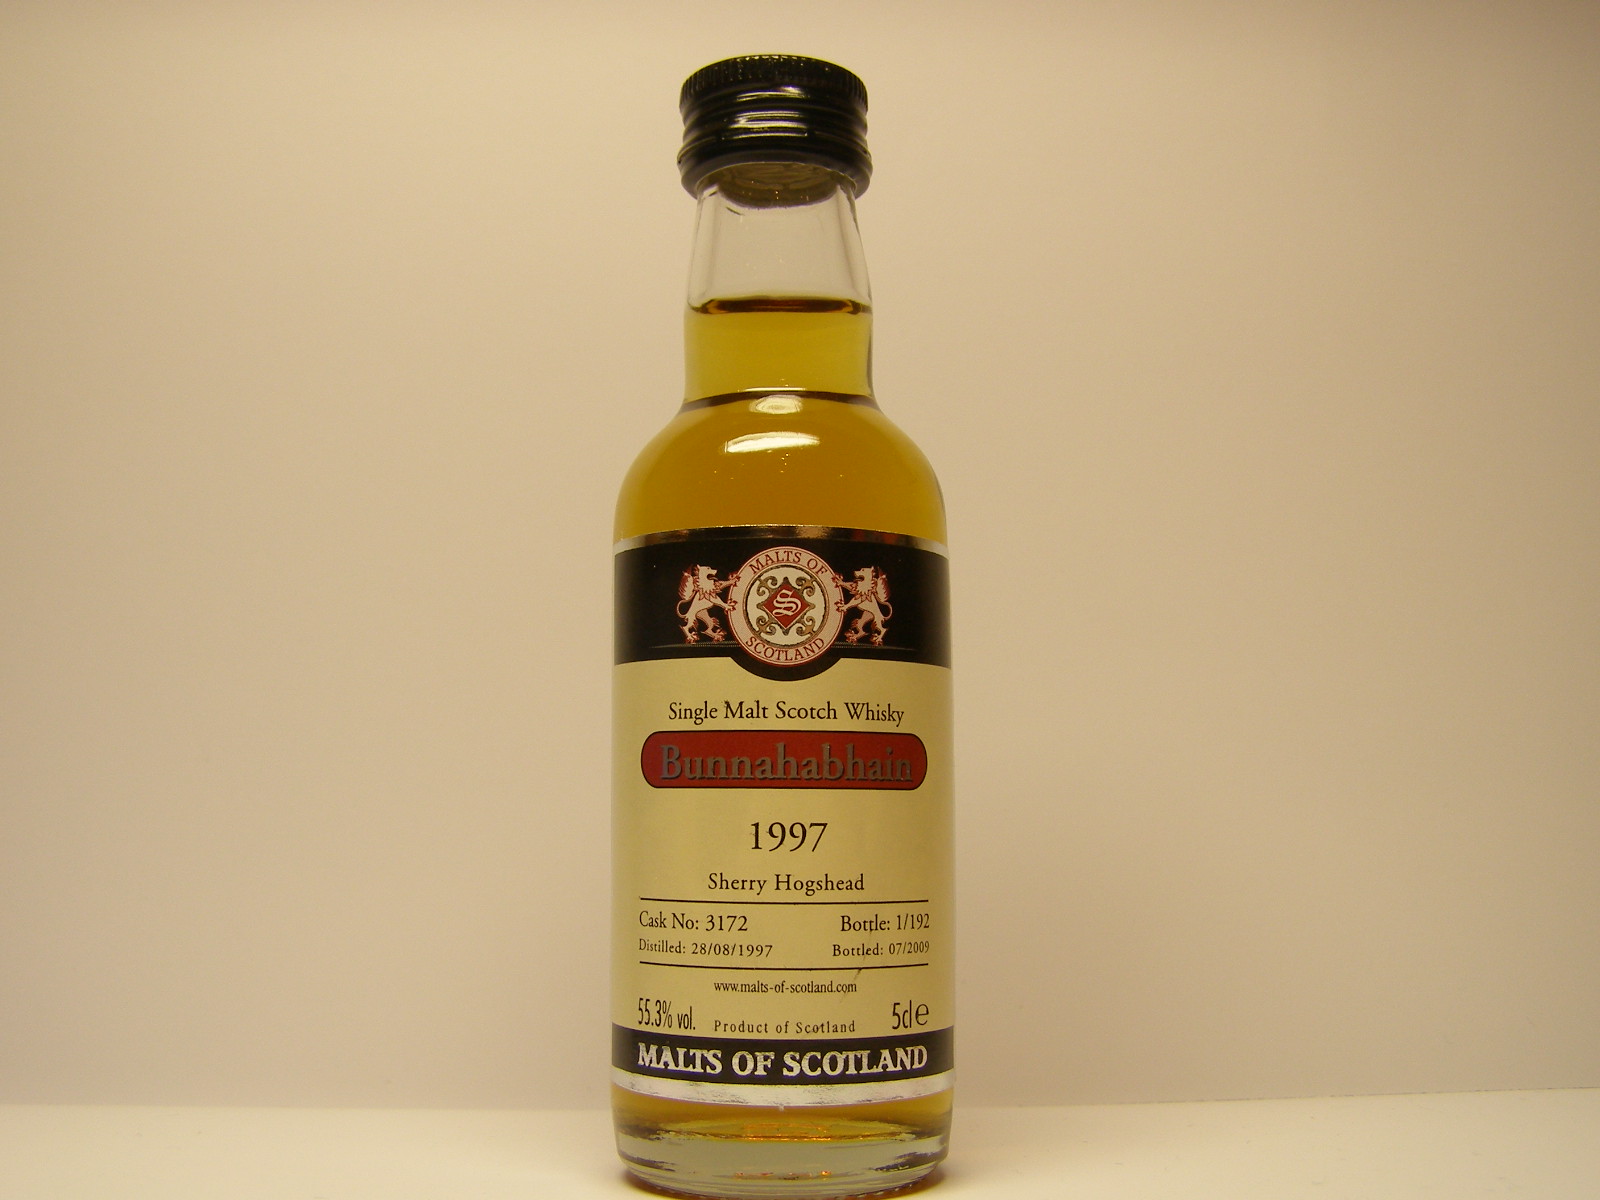 MALTS OF
S
SCOTLAND
Single Malt Scotch Whisky
Bunnahabhain
1997
Sherry Hogshead
Cask No: 3172 Bottle: 1/192
Distilled: 28/08/1997 Bottled: 07/2009
www.malts-of-scotland.com
55.3% vol. Product of Scotland 5cl e
MALTS OF SCOTLAND